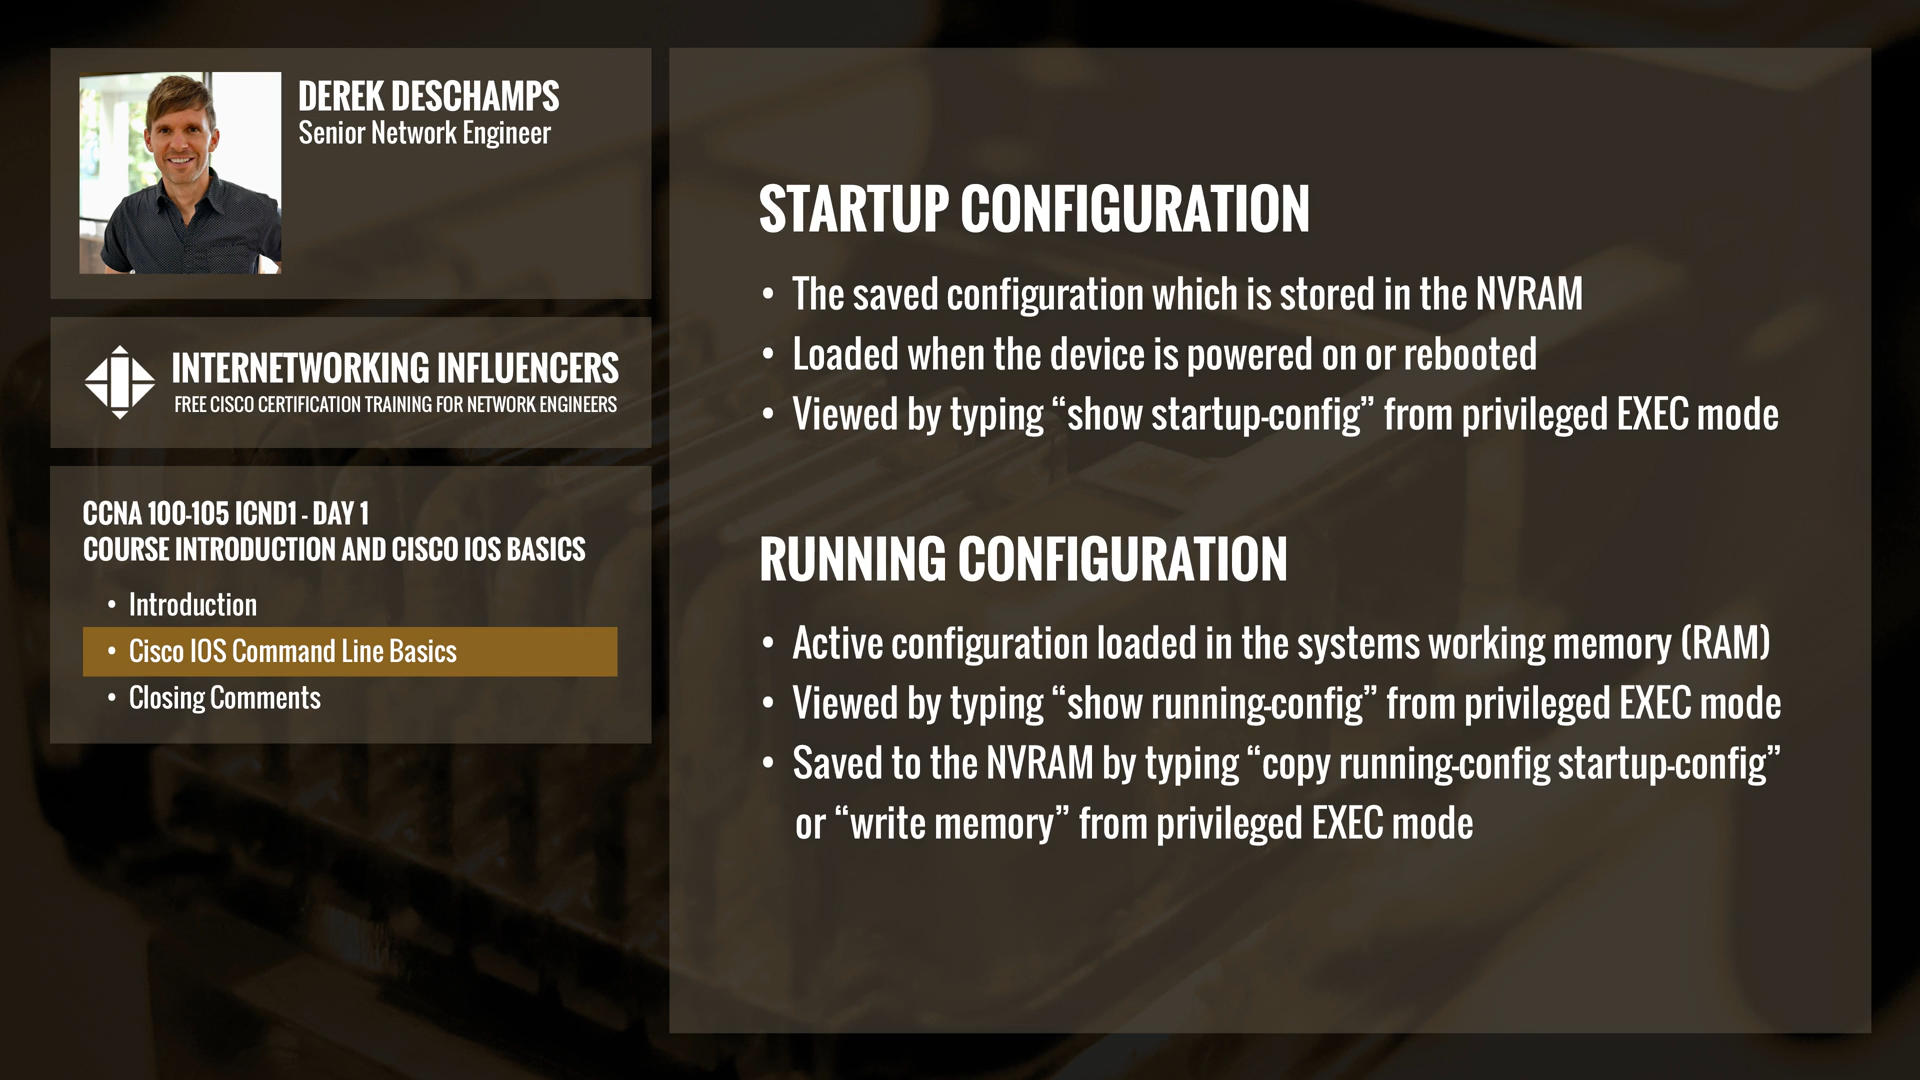 DEREK DESCHAMPS
Senior Network Engineer
INTERNETWORKING INFLUENCERS
FREE CISCO CERTIFICATION TRAINING FOR NETWORK ENGINEERS
CCNA 100-105 ICND1 - DAY 1
COURSE INTRODUCTION AND CISCO IOS BASICS
• Introduction
• Cisco IOS Command Line Basics
• Closing Comments
STARTUP CONFIGURATION
• The saved configuration which is stored in the NVRAM
• Loaded when the device is powered on or rebooted
• Viewed by typing “show startup-config” from privileged EXEC mode
RUNNING CONFIGURATION
• Active configuration loaded in the systems working memory (RAM)
• Viewed by typing “show running-config” from privileged EXEC mode
• Saved to the NVRAM by typing “copy running-config startup-config”
or “write memory” from privileged EXEC mode